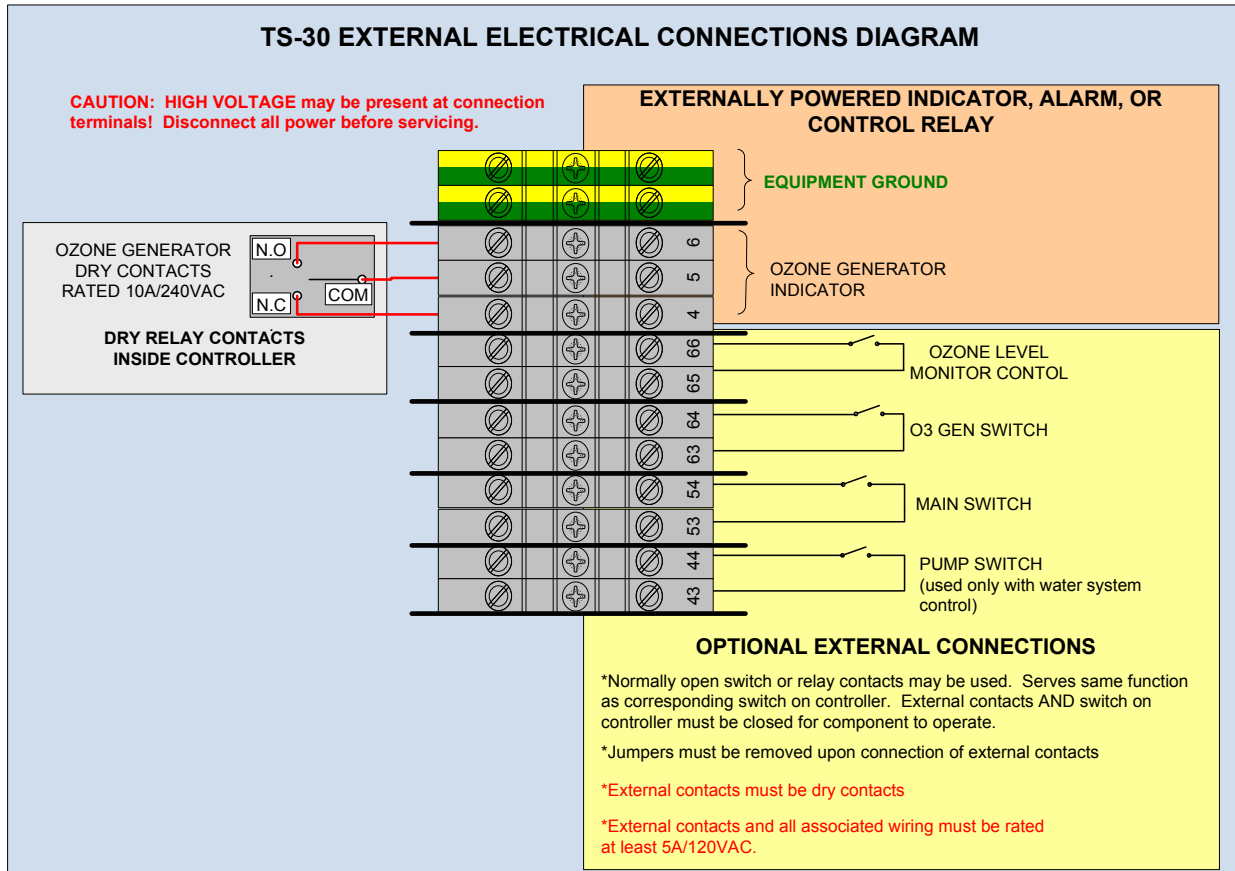 TS-30 EXTERNAL ELECTRICAL CONNECTIONS DIAGRAM
CAUTION: HIGH VOLTAGE may be present at connection
terminals! Disconnect all power before servicing.
EXTERNALLY POWERED INDICATOR, ALARM, OR
CONTROL RELAY
EQUIPMENT GROUND
OZONE GENERATOR
DRY CONTACTS
RATED 10A/240VAC
N.O
COM
N.C
DRY RELAY CONTACTS
INSIDE CONTROLLER
6
5
4
OZONE GENERATOR
INDICATOR
66
65
OZONE LEVEL
MONITOR CONTOL
64
63
O3 GEN SWITCH
54
53
MAIN SWITCH
44
43
PUMP SWITCH
(used only with water system
control)
OPTIONAL EXTERNAL CONNECTIONS
*Normally open switch or relay contacts may be used. Serves same function
as corresponding switch on controller. External contacts AND switch on
controller must be closed for component to operate.
*Jumpers must be removed upon connection of external contacts
*External contacts must be dry contacts
*External contacts and all associated wiring must be rated
at least 5A/120VAC.